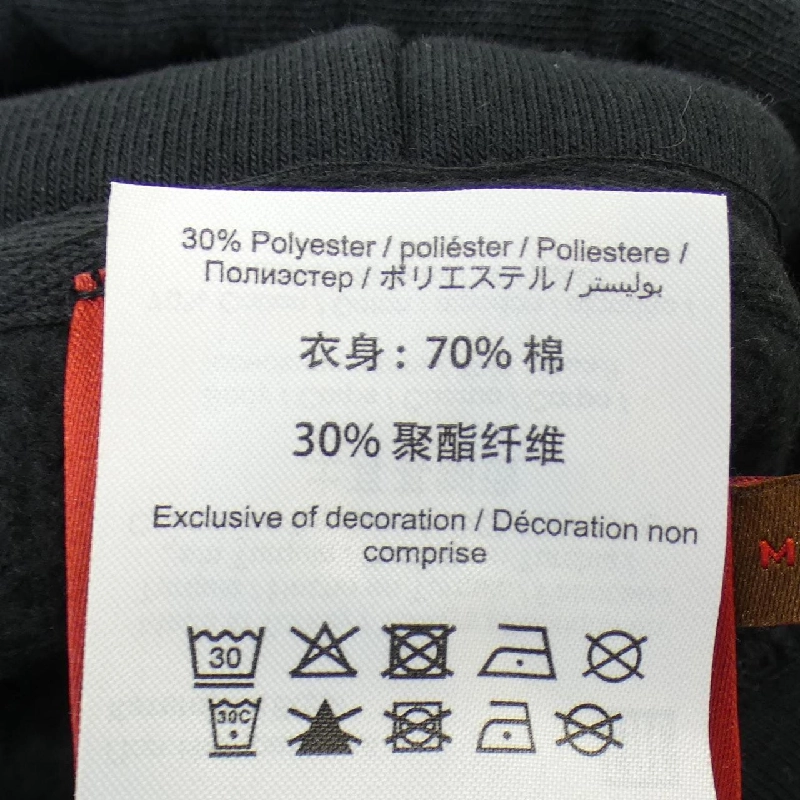 30% Polyester / poliéster / Poliestere /
Полиэстер / ポリエステル / بوليستر
衣身: 70% 棉
30% 聚酯纤维
Exclusive of decoration / Décoration non
comprise
30
30C
M